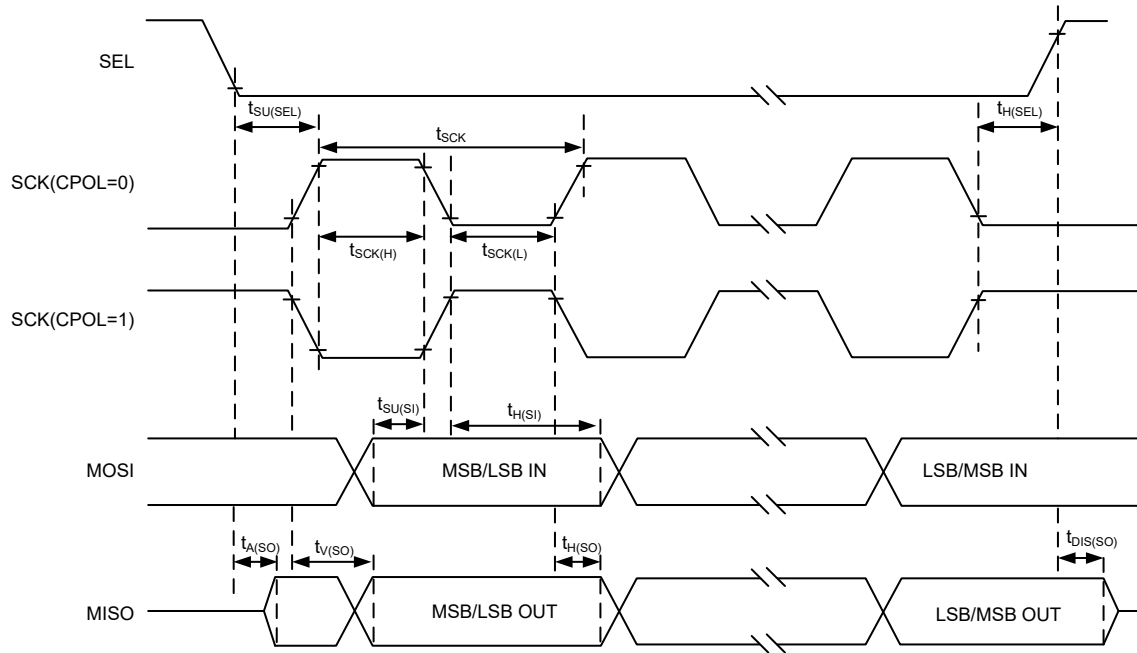 SEL
tSU(SEL)
tH(SEL)
tSCK
SCK(CPOL=0)
tSCK(H)
tSCK(L)
SCK(CPOL=1)
tSU(SI)
tH(SI)
MOSI
MSB/LSB IN
LSB/MSB IN
tA(SO)
tV(SO)
tH(SO)
tDIS(SO)
MISO
MSB/LSB OUT
LSB/MSB OUT